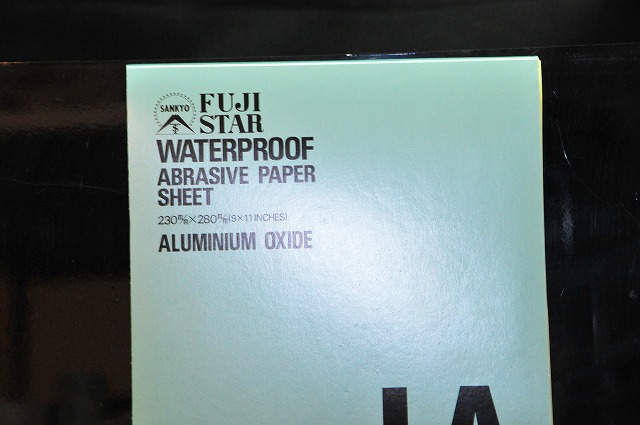 SANKYO
FUJI
STAR
WATERPROOF
ABRASIVE PAPER
SHEET
230㎜×280㎜(9×11INCHES)
ALUMINIUM OXIDE